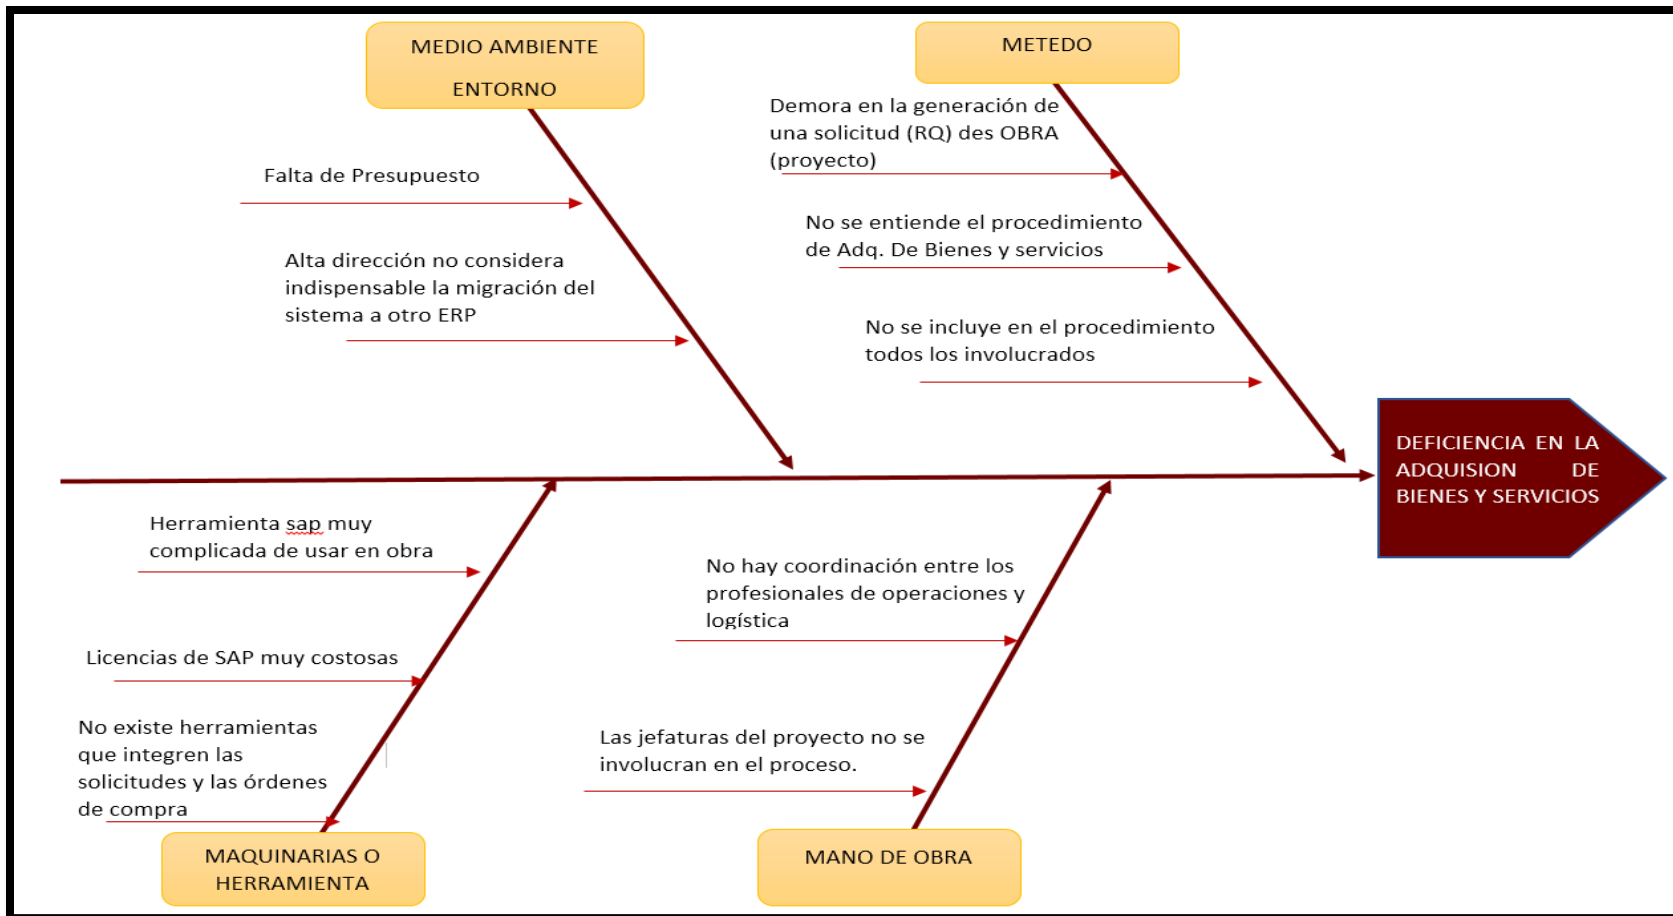 MEDIO AMBIENTE
ENTORNO
METEDO
Falta de Presupuesto
Alta dirección no considera
indispensable la migración del
sistema a otro ERP
Demora en la generación de
una solicitud (RQ) des OBRA
(proyecto)
No se entiende el procedimiento
de Adq. De Bienes y servicios
No se incluye en el procedimiento
todos los involucrados
DEFICIENCIA EN LA
ADQUISION DE
BIENES Y SERVICIOS
Herramienta sap muy
complicada de usar en obra
Licencias de SAP muy costosas
No existe herramientas
que integren las
solicitudes y las órdenes
de compra
No hay coordinación entre los
profesionales de operaciones y
logística
Las jefaturas del proyecto no se
involucran en el proceso.
MAQUINARIAS O
HERRAMIENTA
MANO DE OBRA